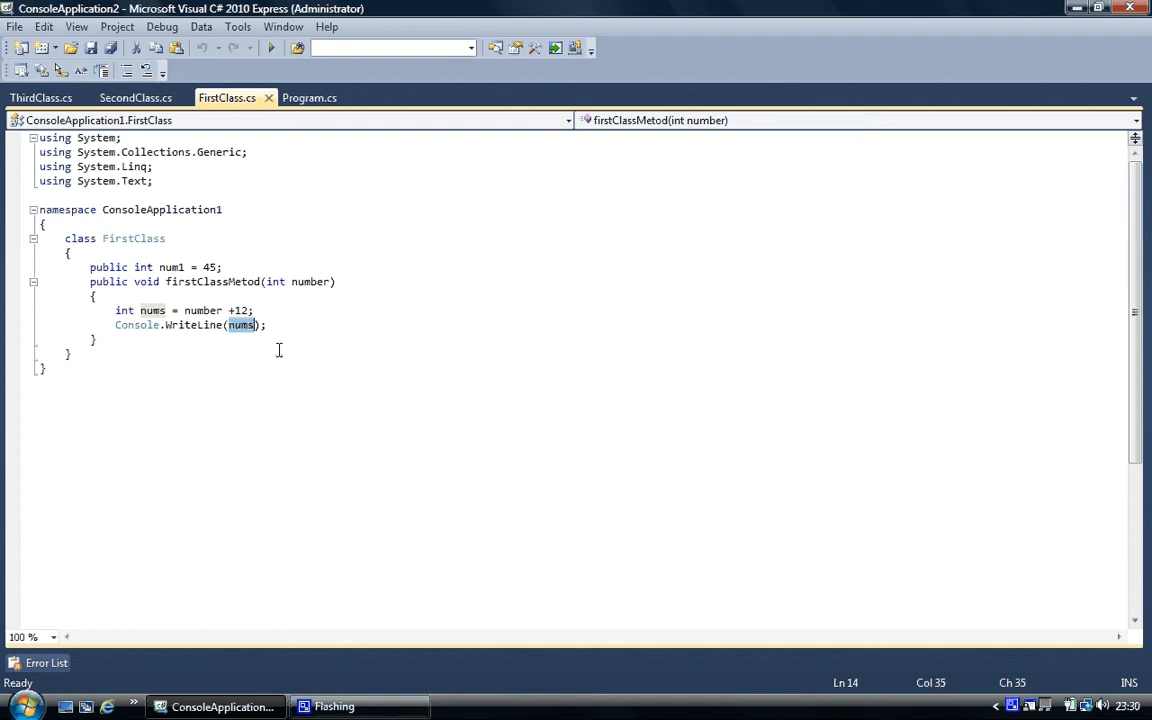 ConsoleApplication2 - Microsoft Visual C# 2010 Express (Administrator)
File Edit View Project Debug Data Tools Window Help
ThirdClass.cs SecondClass.cs FirstClass.cs Program.cs
ConsoleApplication1.FirstClass firstClassMetod(int number)
using System;
using System.Collections.Generic;
using System.Linq;
using System.Text;
namespace ConsoleApplication1
{
class FirstClass
{
public int num1 = 45;
public void firstClassMetod(int number)
{
int nums = number +12;
Console.WriteLine(nums);
}
}
}
100 %
Error List
Ready Ln 14 Col 35 Ch 35 INS
ConsoleApplication... Flashing 23:30